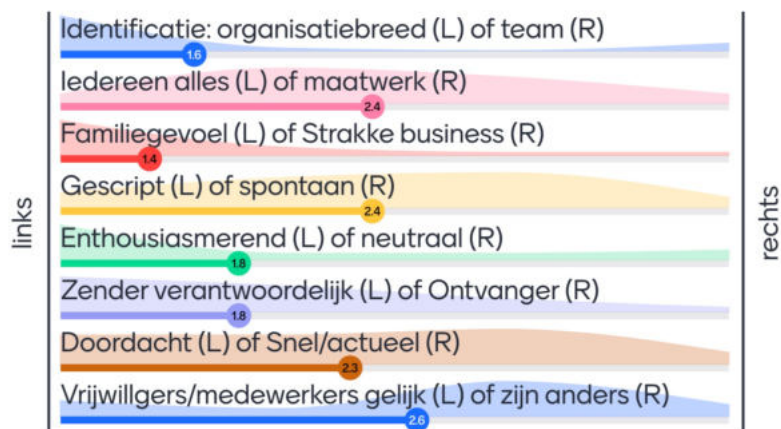 Identificatie: organisatiebreed (L) of team (R)
1.6
Iedereen alles (L) of maatwerk (R)
2.4
Familiegevoel (L) of Strakke business (R)
1.4
Gescript (L) of spontaan (R)
2.4
Enthousiasmerend (L) of neutraal (R)
1.8
Zender verantwoordelijk (L) of Ontvanger (R)
1.8
Doordacht (L) of Snel/actueel (R)
2.3
Vrijwillgers/medewerkers gelijk (L) of zijn anders (R)
2.6
links
rechts